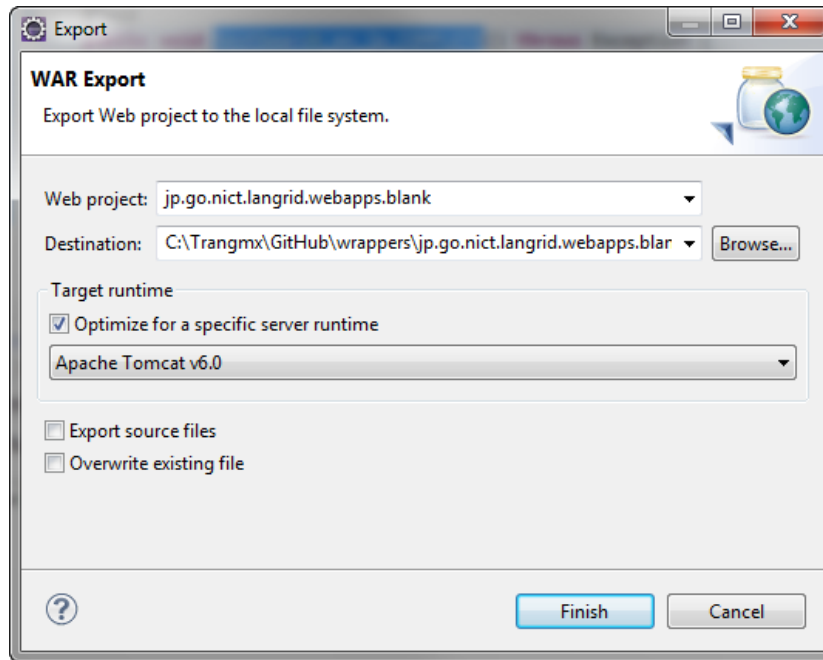 Export
WAR Export
Export Web project to the local file system.
Web project: jp.go.nict.langrid.webapps.blank
Destination: C:\Trangmx\GitHub\wrappers\jp.go.nict.langrid.webapps.blar Browse...
Target runtime
Optimize for a specific server runtime
Apache Tomcat v6.0
Export source files
Overwrite existing file
? Finish Cancel